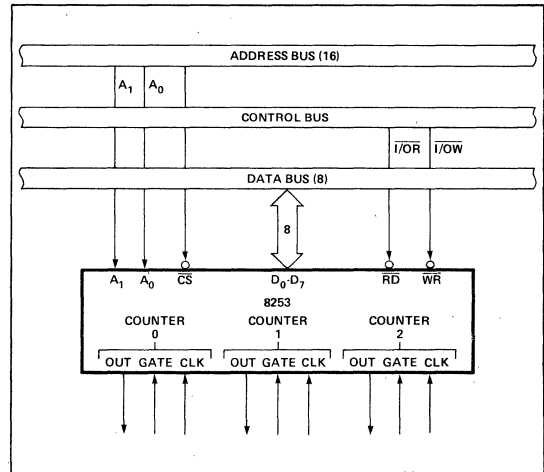 ADDRESS BUS (16)
A₁ A₀
CONTROL BUS
I/OR I/OW
DATA BUS (8)
8
A₁ A₀ CS D₀-D₇ RD WR
8253
COUNTER COUNTER COUNTER
0 1 2
OUT GATE CLK OUT GATE CLK OUT GATE CLK